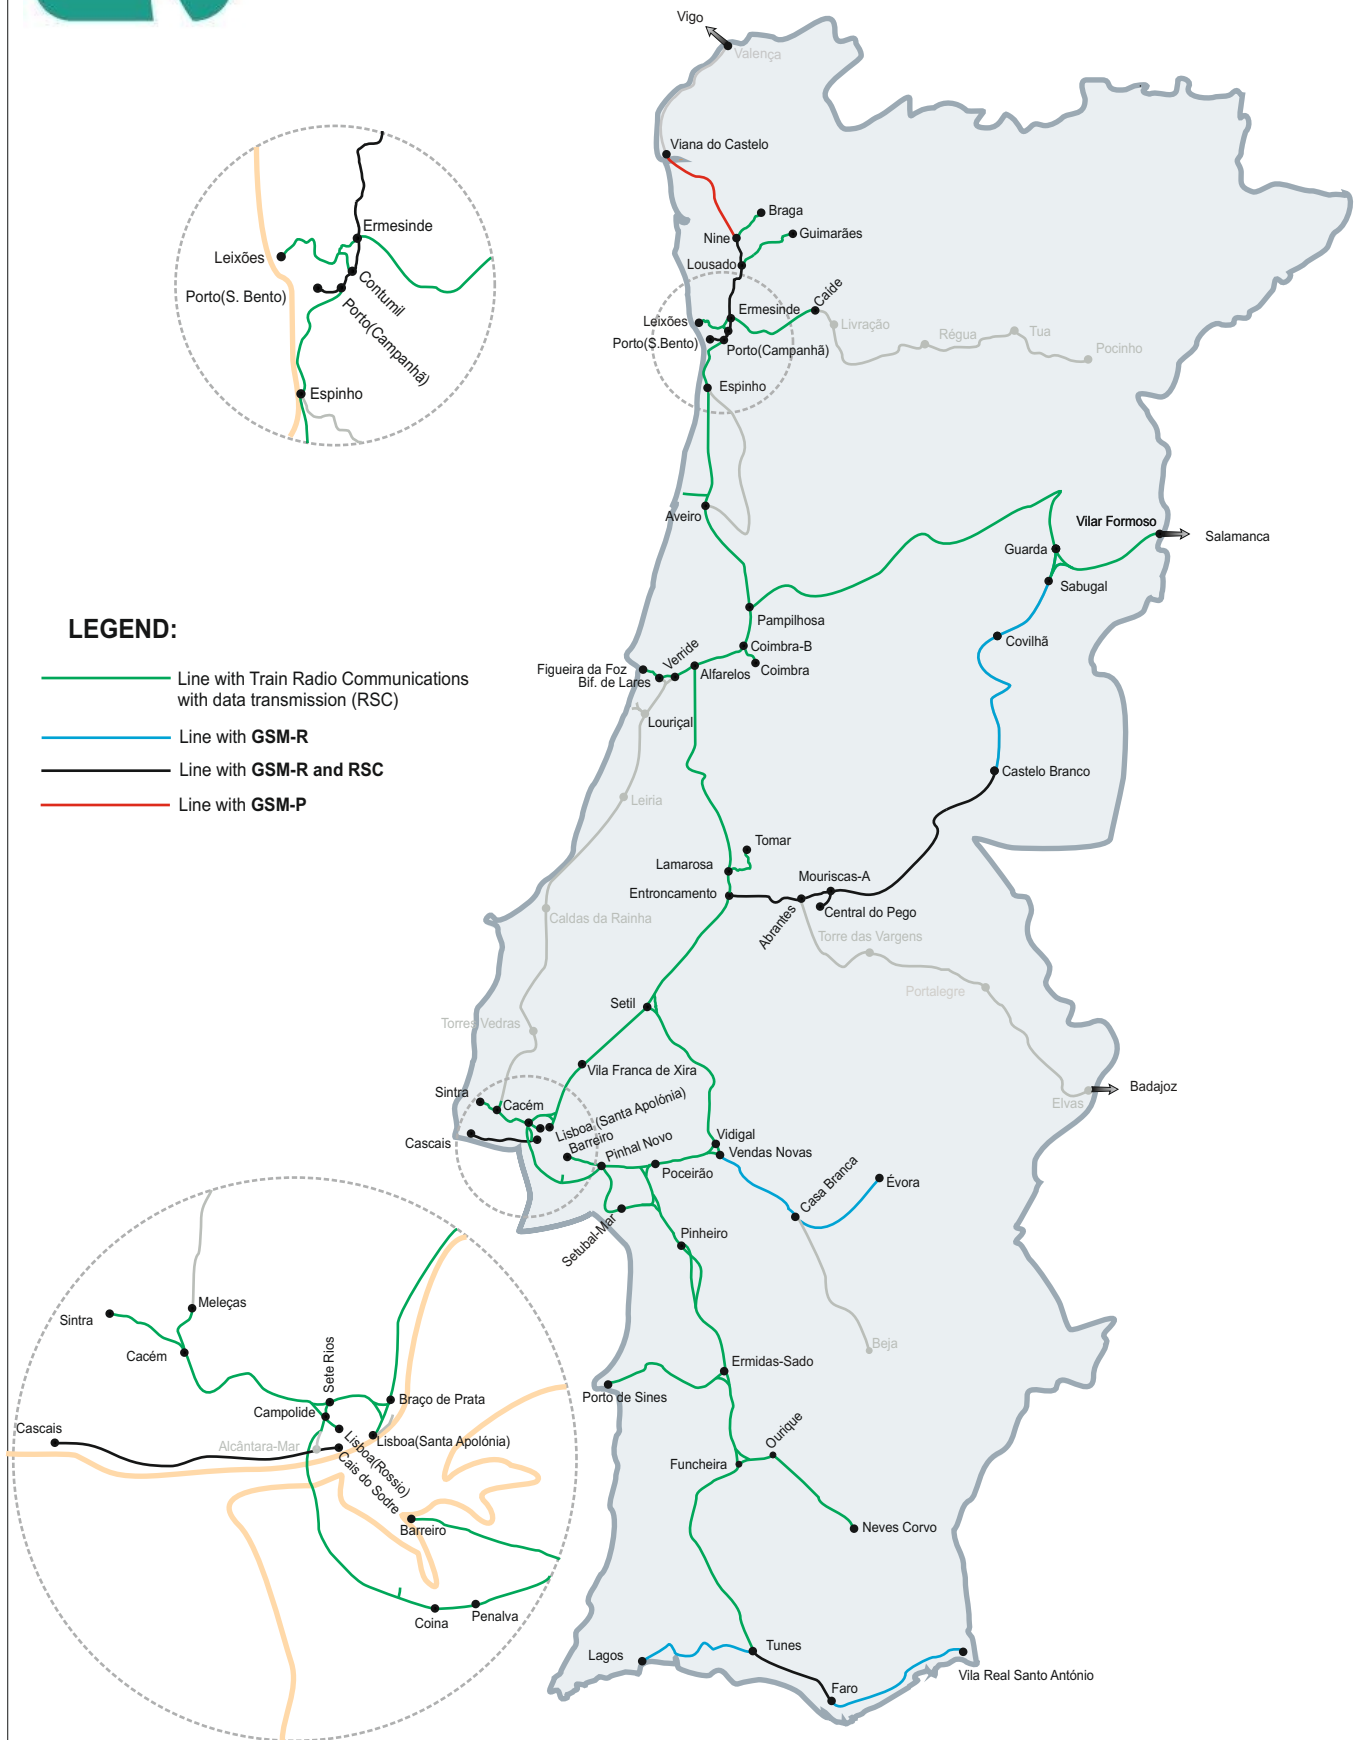 Vigo
Valença
Viana do Castelo
Braga
Nine
Guimarães
Lousado
Ermesinde
Caíde
Leixões
Livração
Régua
Tua
Pocinho
Porto(S.Bento)
Porto(Campanhã)
Espinho
Ermesinde
Leixões
Contumil
Porto(S. Bento)
Porto(Campanhã)
Espinho
Aveiro
Vilar Formoso
Salamanca
Guarda
Sabugal
Pampilhosa
Covilhã
Coimbra-B
Verride
Figueira da Foz
Coimbra
Alfarelos
Bif. de Lares
Louriçal
LEGEND:
Line with Train Radio Communications
with data transmission (RSC)
Line with GSM-R
Line with GSM-R and RSC
Line with GSM-P
Castelo Branco
Leiria
Tomar
Lamarosa
Mouriscas-A
Entroncamento
Central do Pego
Abrantes
Caldas da Rainha
Torre das Vargens
Portalegre
Setil
Torres Vedras
Vila Franca de Xira
Badajoz
Elvas
Sintra
Cacém
Lisboa (Santa Apolónia)
Cascais
Barreiro
Pinhal Novo
Vidigal
Vendas Novas
Poceirão
Casa Branca
Évora
Setubal-Mar
Pinheiro
Beja
Ermidas-Sado
Porto de Sines
Ourique
Funcheira
Neves Corvo
Meleças
Sintra
Cacém
Sete Rios
Braço de Prata
Campolide
Cascais
Alcântara-Mar
Lisboa(Santa Apolónia)
Lisboa(Rossio)
Cais do Sodre
Barreiro
Coina
Penalva
Lagos
Tunes
Faro
Vila Real Santo António